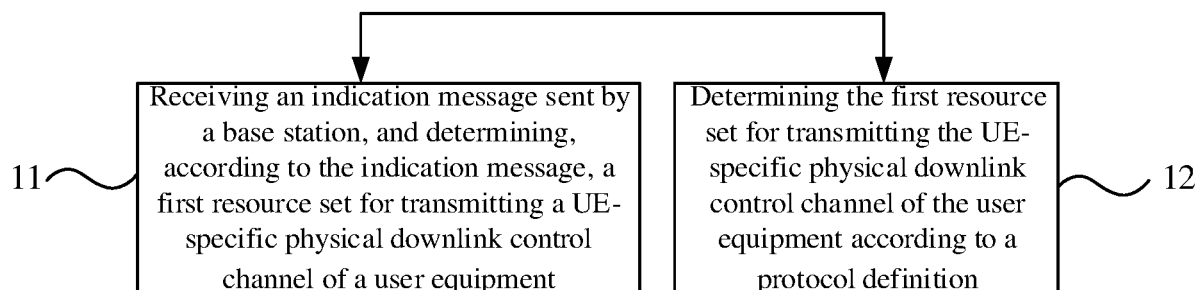 Receiving an indication message sent by
a base station, and determining,
according to the indication message, a
first resource set for transmitting a UE-
specific physical downlink control
channel of a user equipment
11
Determining the first resource
set for transmitting the UE-
specific physical downlink
control channel of the user
equipment according to a
protocol definition
12